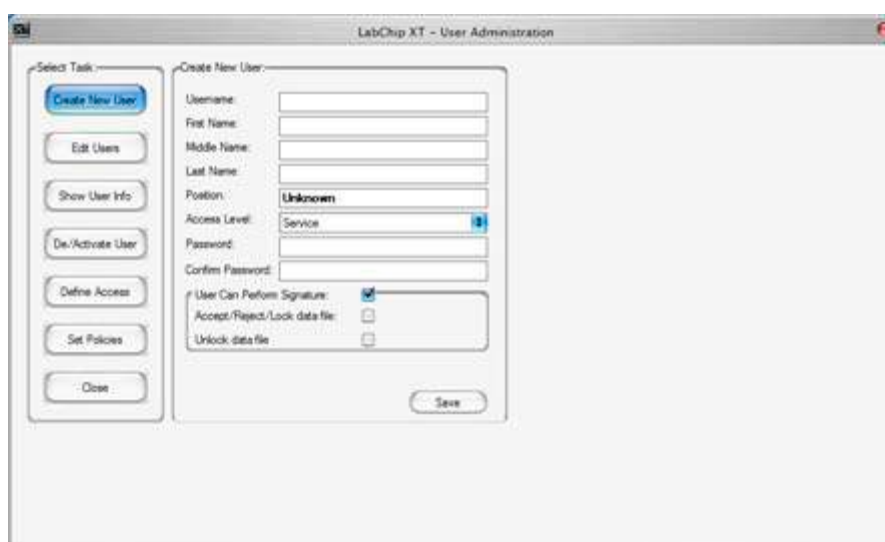 LabChip XT - User Administration
Select Task:
Create New User
Edit Users
Show User Info
De-/Activate User
Define Access
Set Policies
Close
Create New User:
Username:
First Name:
Middle Name:
Last Name:
Position: Unknown
Access Level: Service
Password:
Confirm Password:
User Can Perform Signature:
Accept/Reject/Lock data file:
Unlock data file
Save